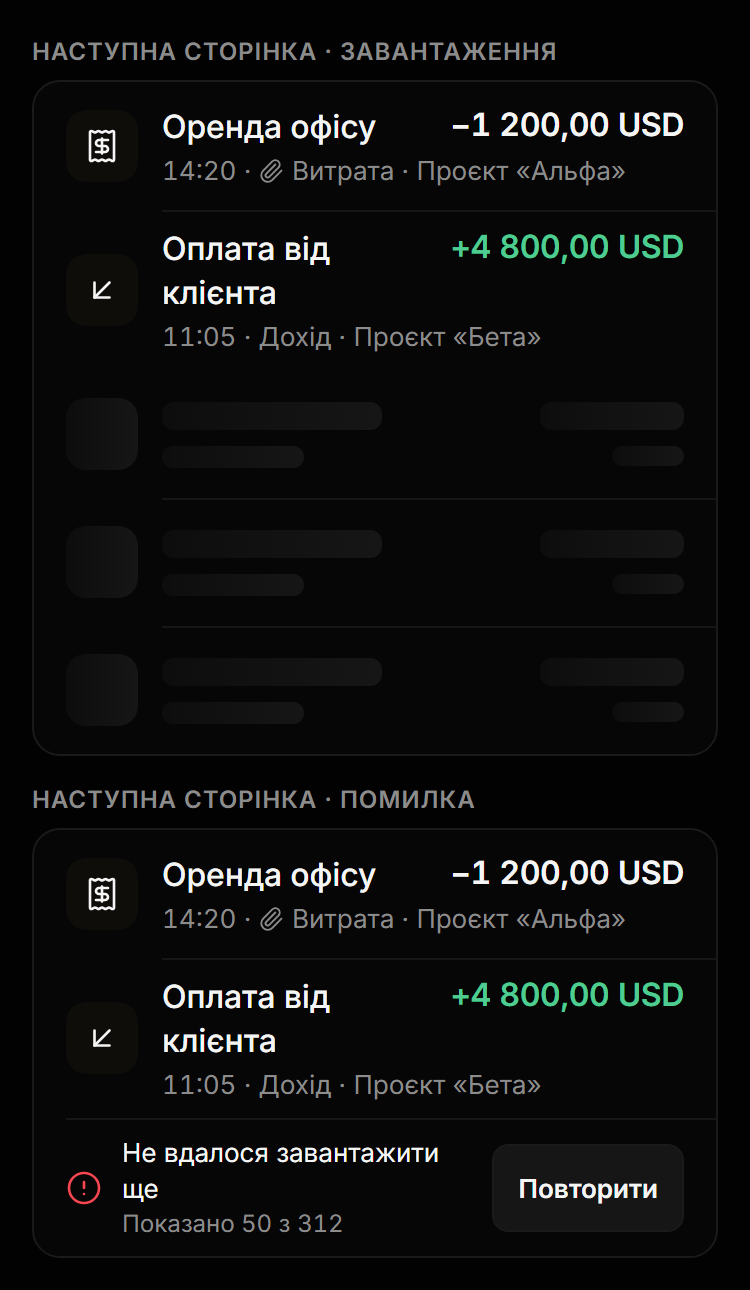 НАСТУПНА СТОРІНКА · ЗАВАНТАЖЕННЯ
Оренда офісу −1 200,00 USD
14:20 · Витрата · Проєкт «Альфа»
Оплата від +4 800,00 USD
клієнта
11:05 · Дохід · Проєкт «Бета»
НАСТУПНА СТОРІНКА · ПОМИЛКА
Оренда офісу −1 200,00 USD
14:20 · Витрата · Проєкт «Альфа»
Оплата від +4 800,00 USD
клієнта
11:05 · Дохід · Проєкт «Бета»
Не вдалося завантажити
ще
Показано 50 з 312
Повторити